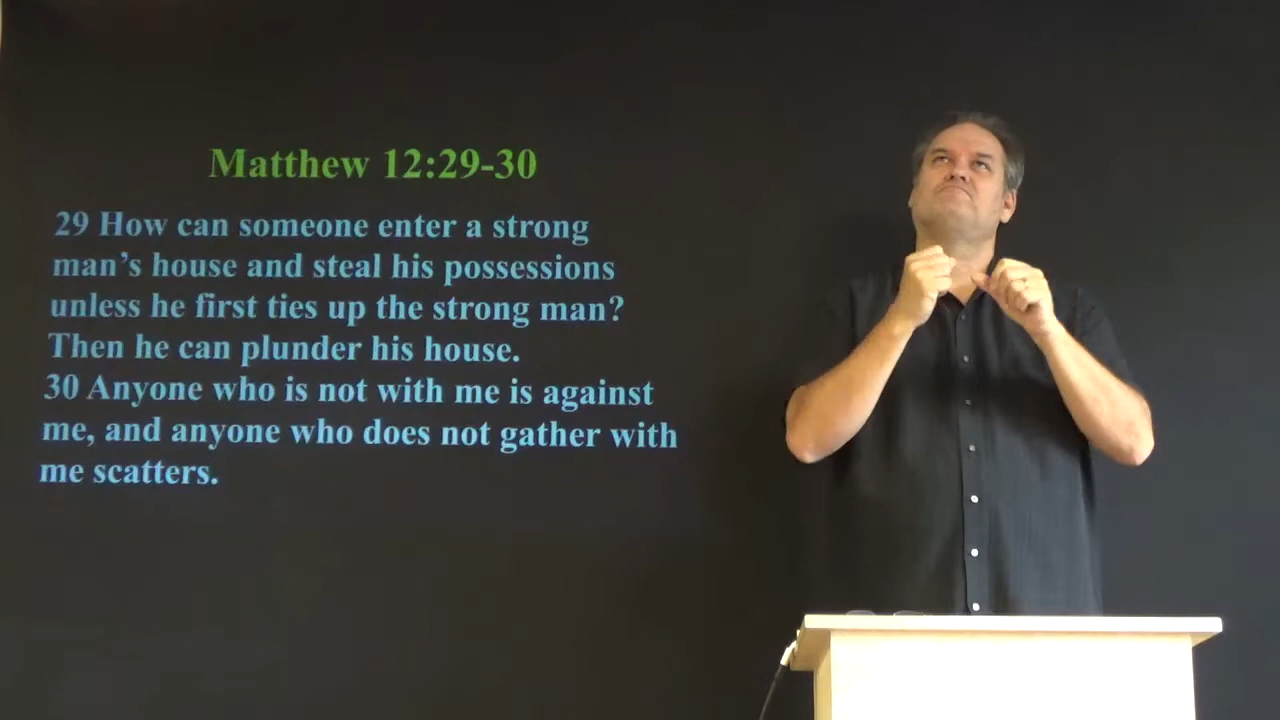 Matthew 12:29-30
29 How can someone enter a strong
man’s house and steal his possessions
unless he first ties up the strong man?
Then he can plunder his house.
30 Anyone who is not with me is against
me, and anyone who does not gather with
me scatters.